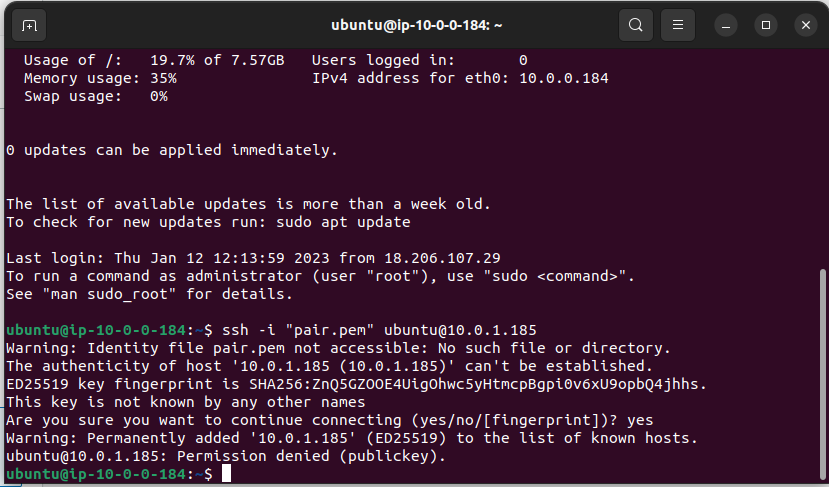 ubuntu@ip-10-0-0-184: ~
Usage of /: 19.7% of 7.57GB Users logged in: 0
Memory usage: 35% IPv4 address for eth0: 10.0.0.184
Swap usage: 0%
0 updates can be applied immediately.
The list of available updates is more than a week old.
To check for new updates run: sudo apt update
Last login: Thu Jan 12 12:13:59 2023 from 18.206.107.29
To run a command as administrator (user "root"), use "sudo <command>".
See "man sudo_root" for details.
ubuntu@ip-10-0-0-184:~$ ssh -i "pair.pem" ubuntu@10.0.1.185
Warning: Identity file pair.pem not accessible: No such file or directory.
The authenticity of host '10.0.1.185 (10.0.1.185)' can't be established.
ED25519 key fingerprint is SHA256:ZnQ5GZOOE4UigOhwc5yHtmcpBgpi0v6xU9opbQ4jhhs.
This key is not known by any other names
Are you sure you want to continue connecting (yes/no/[fingerprint])? yes
Warning: Permanently added '10.0.1.185' (ED25519) to the list of known hosts.
ubuntu@10.0.1.185: Permission denied (publickey).
ubuntu@ip-10-0-0-184:~$